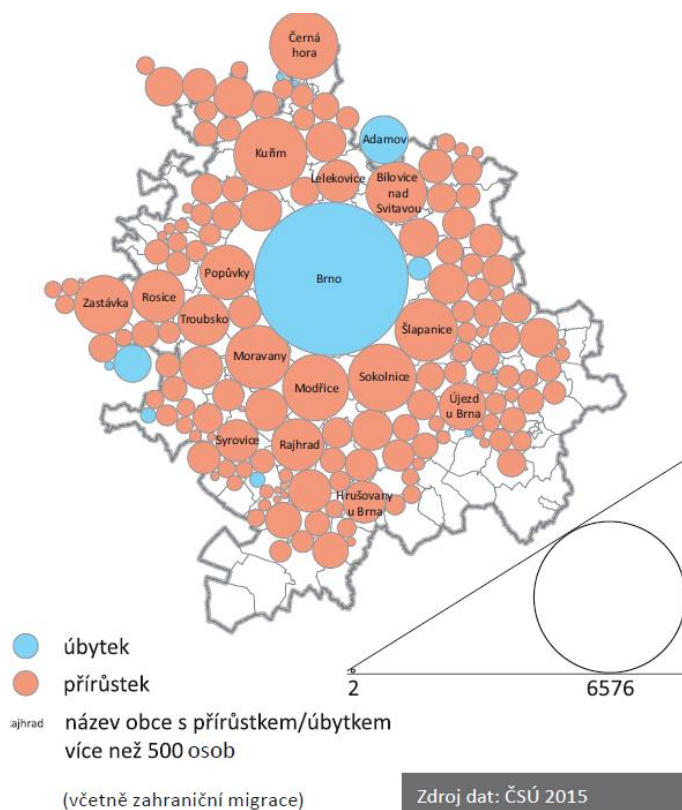 Černá
hora
Adamov
Kuřim
Lelekovice
Bílovice
nad
Svitavou
Popůvky
Brno
Zastávka
Rosice
Troubsko
Šlapanice
Moravany
Modřice
Sokolnice
Újezd
u Brna
Syrovice
Rajhrad
Hrušovany
u Brna
úbytek
přírůstek
2
6576
ajhrad
název obce s přírůstkem/úbytkem
více než 500 osob
(včetně zahraniční migrace)
Zdroj dat: ČSÚ 2015